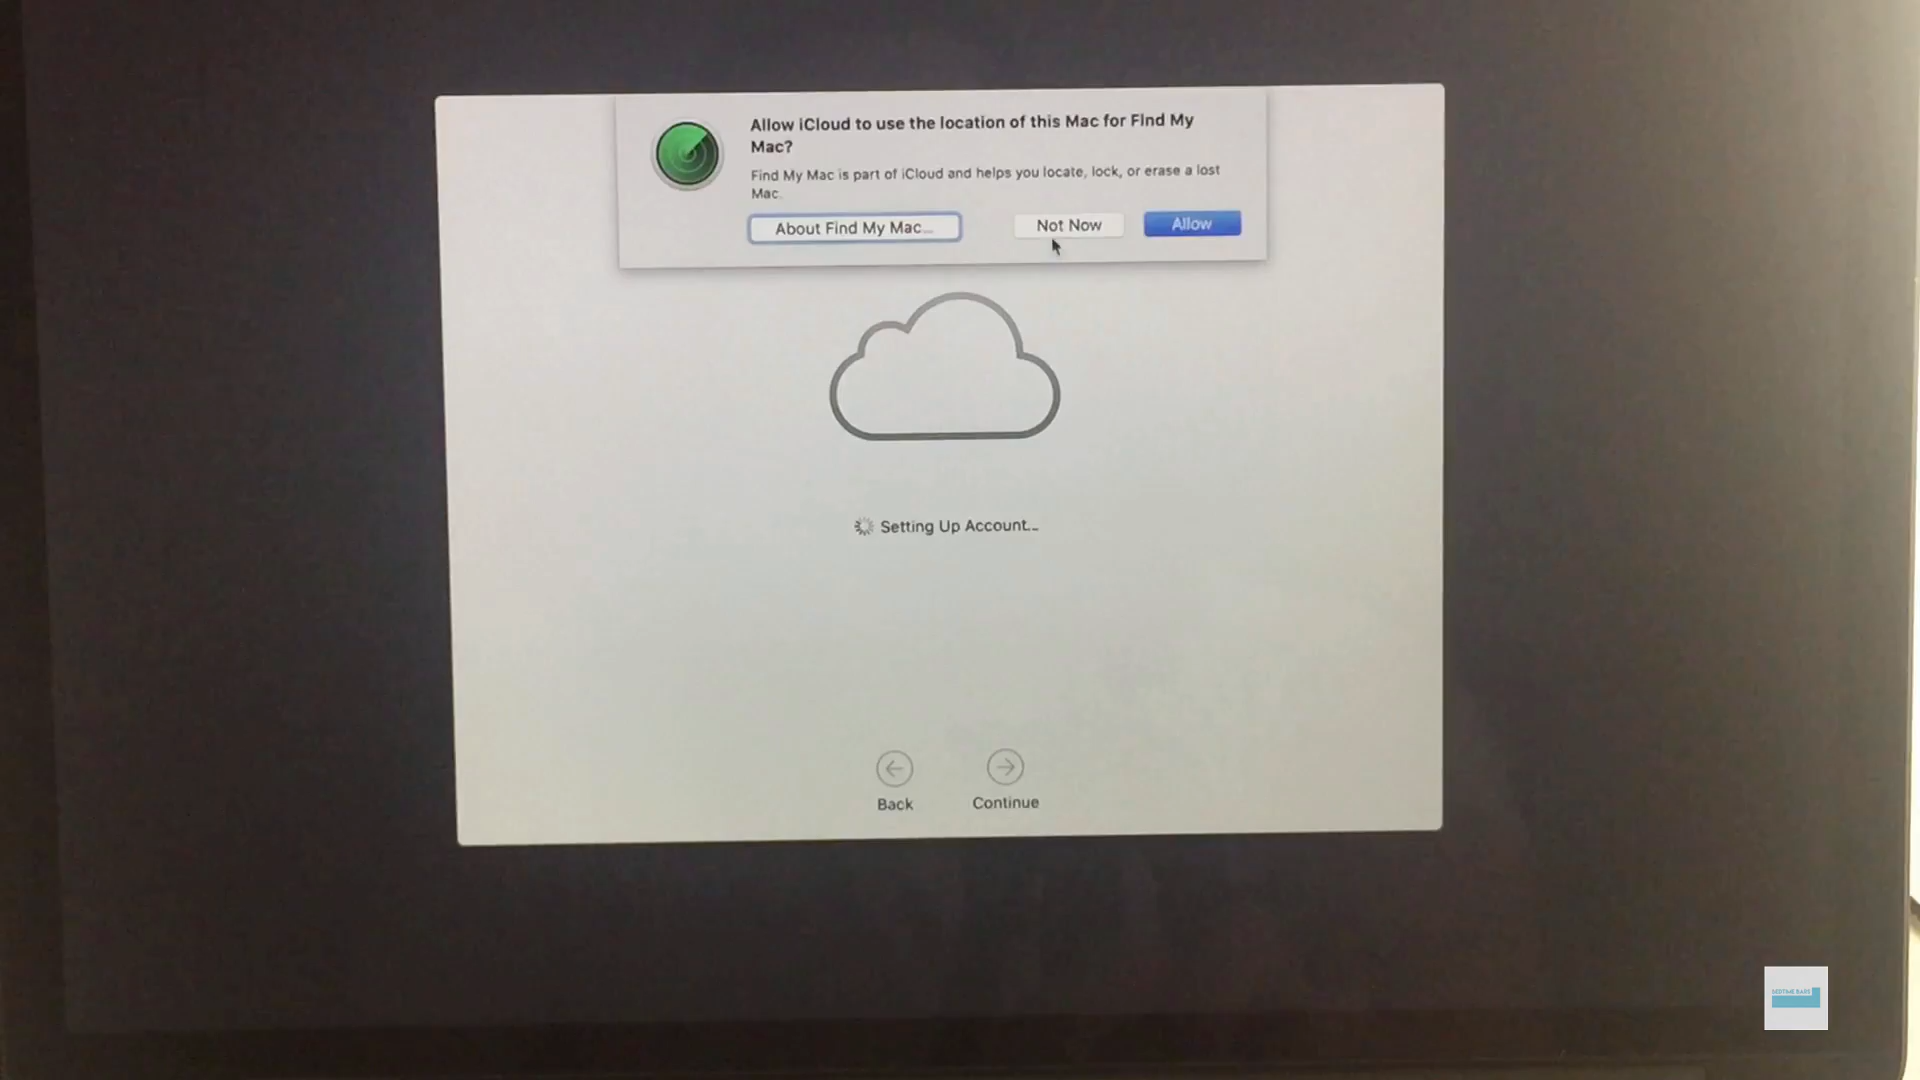 Allow iCloud to use the location of this Mac for Find My
Mac?
Find My Mac is part of iCloud and helps you locate, lock, or erase a lost
Mac.
About Find My Mac...
Not Now
Allow
Setting Up Account...
Back
Continue